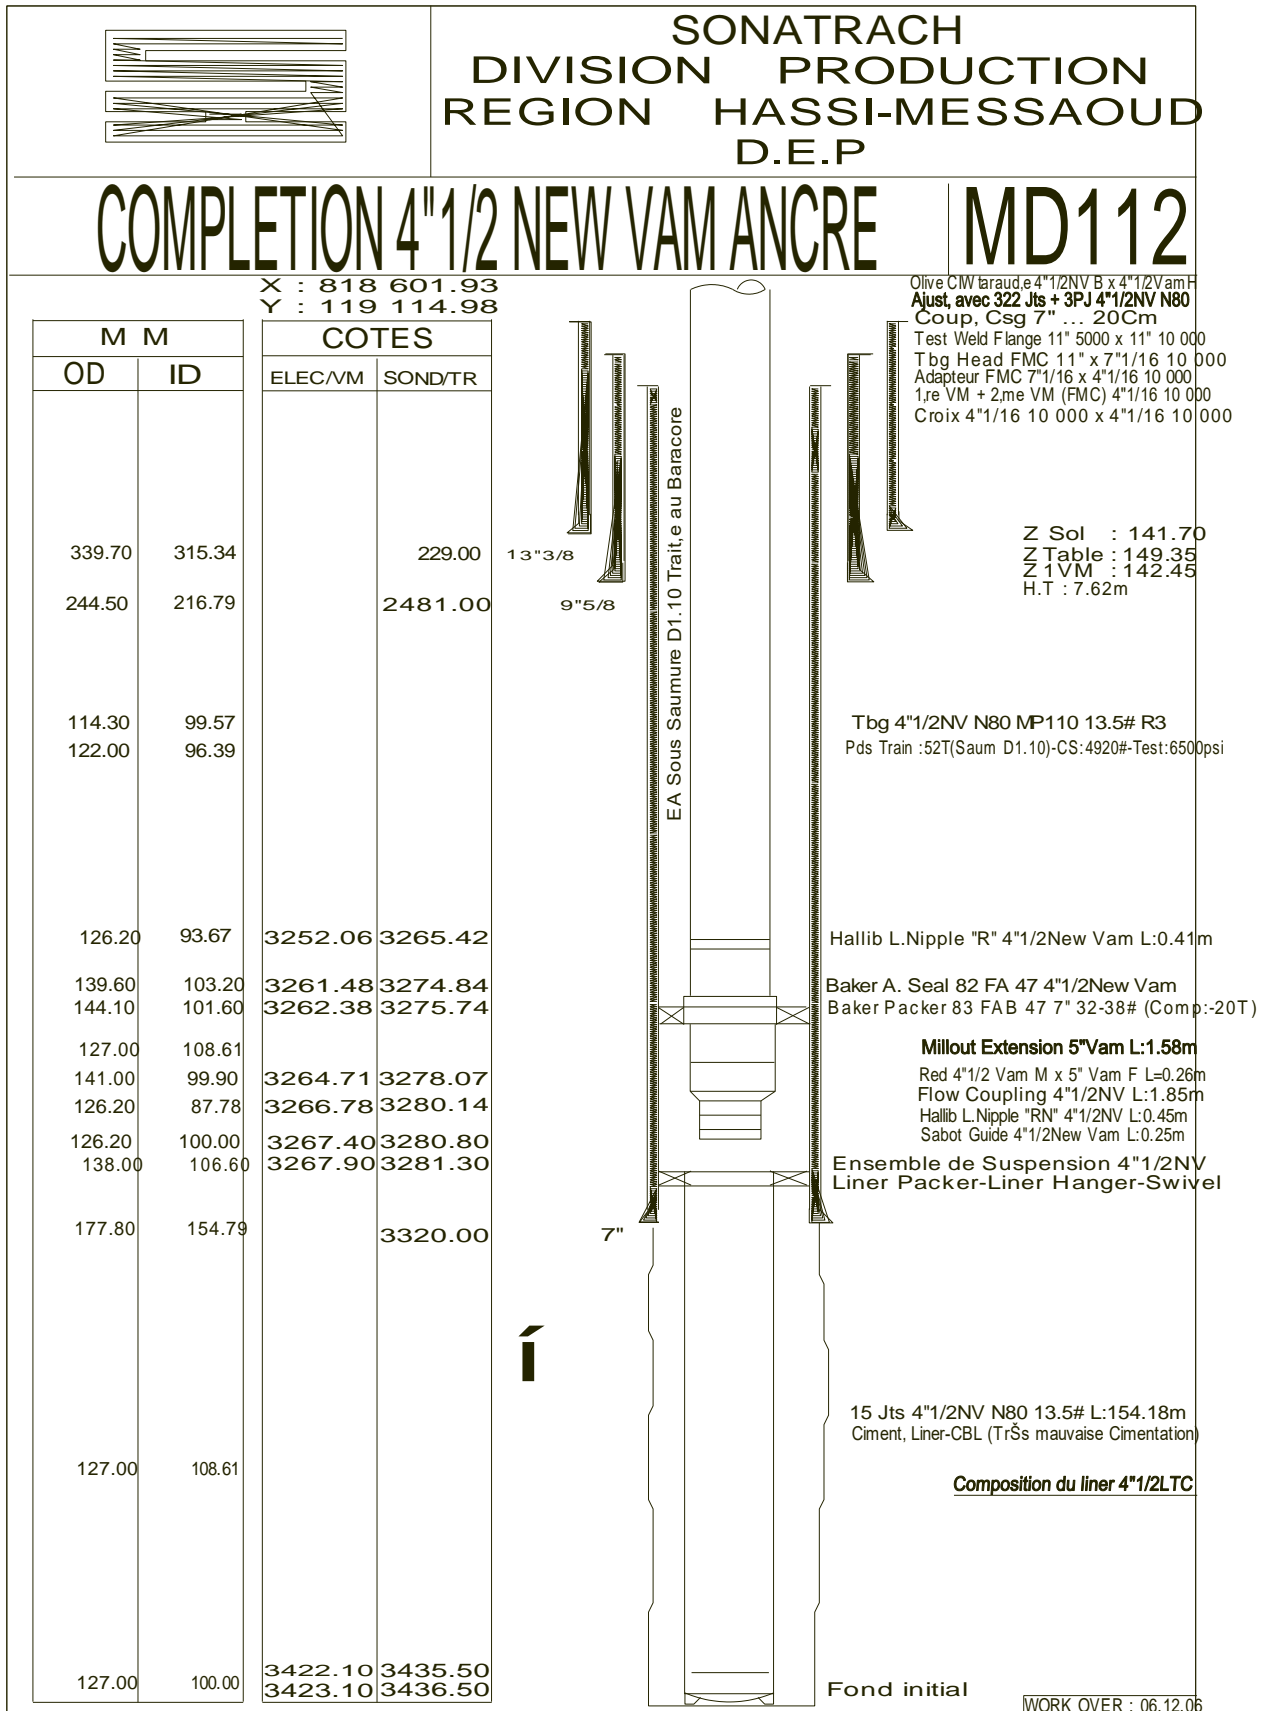 SONATRACH
DIVISION PRODUCTION
REGION HASSI-MESSAOUD
D.E.P
COMPLETION 4"1/2 NEW VAM ANCRE
MD112
X : 818 601.93
Y : 119 114.98
Olive CIW taraud,e 4"1/2NV B x 4"1/2VamH
Ajust, avec 322 Jts + 3PJ 4"1/2NV N80
Coup, Csg 7" ... 20Cm
Test Weld Flange 11" 5000 x 11" 10 000
Tbg Head FMC 11" x 7"1/16 10 000
Adapteur FMC 7"1/16 x 4"1/16 10 000
1,re VM + 2,me VM (FMC) 4"1/16 10 000
Croix 4"1/16 10 000 x 4"1/16 10 000
M M
COTES
OD ID ELEC/VM SOND/TR
EA Sous Saumure D1.10 Trait,e au Baracore
Z Sol : 141.70
Z Table : 149.35
Z 1VM : 142.45
H.T : 7.62m
339.70 315.34 229.00 13"3/8
244.50 216.79 2481.00 9"5/8
114.30 99.57 Tbg 4"1/2NV N80 MP110 13.5# R3
122.00 96.39 Pds Train :52T(Saum D1.10)-CS:4920#-Test:6500psi
126.20 93.67 3252.06 3265.42 Hallib L.Nipple "R" 4"1/2New Vam L:0.41m
139.60 103.20 3261.48 3274.84 Baker A. Seal 82 FA 47 4"1/2New Vam
144.10 101.60 3262.38 3275.74 Baker Packer 83 FAB 47 7" 32-38# (Comp:-20T)
127.00 108.61 Millout Extension 5"Vam L:1.58m
Red 4"1/2 Vam M x 5" Vam F L=0.26m
141.00 99.90 3264.71 3278.07 Flow Coupling 4"1/2NV L:1.85m
126.20 87.78 3266.78 3280.14 Hallib L.Nipple "RN" 4"1/2NV L:0.45m
126.20 100.00 3267.40 3280.80 Sabot Guide 4"1/2New Vam L:0.25m
138.00 106.60 3267.90 3281.30 Ensemble de Suspension 4"1/2NV
Liner Packer-Liner Hanger-Swivel
177.80 154.79 3320.00 7"
í
15 Jts 4"1/2NV N80 13.5# L:154.18m
Ciment, Liner-CBL (TrŠs mauvaise Cimentation)
127.00 108.61
Composition du liner 4"1/2LTC
3422.10 3435.50
127.00 100.00 3423.10 3436.50 Fond initial
WORK OVER : 06.12.06